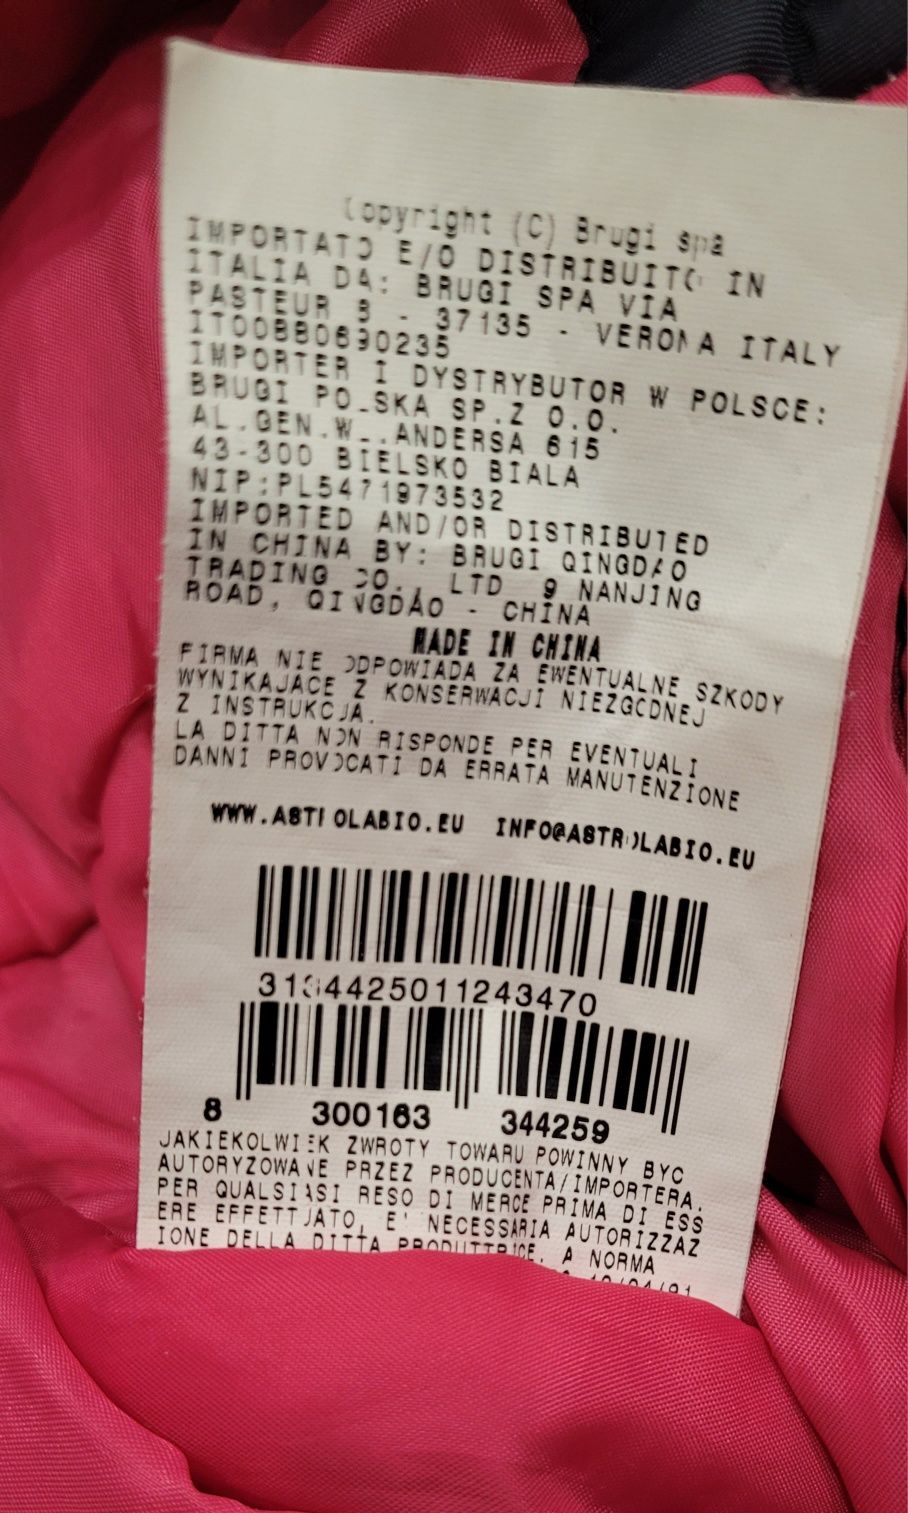 Copyright (C) Brugi spa
IMPORTATO E/O DISTRIBUITO IN
ITALIA DA: BRUGI SPA VIA
PASTEUR 8 - 37135 - VERONA ITALY
IT00880690235
IMPORTER I DYSTRYBUTOR W POLSCE:
BRUGI POLSKA SP.Z O.O.
AL.GEN.WL.ANDERSA 615
43-300 BIELSKO BIALA
NIP:PL5471973532
IMPORTED AND/OR DISTRIBUTED
IN CHINA BY: BRUGI QINGDAO
TRADING CO., LTD 9 NANJING
ROAD, QINGDAO - CHINA
MADE IN CHINA
FIRMA NIE ODPOWIADA ZA EWENTUALNE SZKODY
WYNIKAJACE Z KONSERWACJI NIEZGODNEJ
Z INSTRUKCJA.
LA DITTA NON RISPONDE PER EVENTUALI
DANNI PROVOCATI DA ERRATA MANUTENZIONE
WWW.ASTROLABIO.EU INFO@ASTROLABIO.EU
3134425011243470
8 300163 344259
JAKIEKOLWIEK ZWROTY TOWARU POWINNY BYC
AUTORYZOWANE PRZEZ PRODUCENTA/IMPORTERA.
PER QUALSIASI RESO DI MERCE PRIMA DI ESS
ERE EFFETTUATO, E' NECESSARIA AUTORIZZAZ
IONE DELLA DITTA PRODUTTRICE, A NORMA